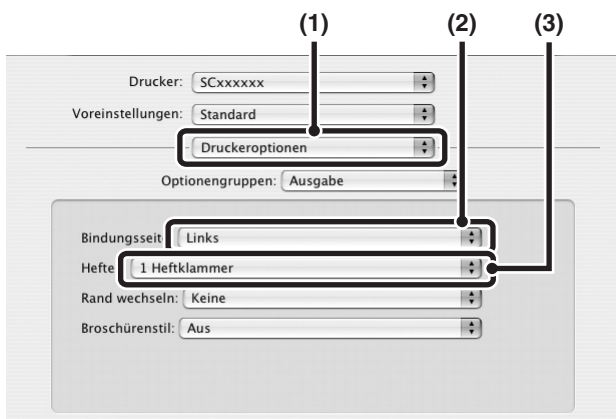 (1) (2) (3)
Drucker: SCxxxxxx
Voreinstellungen: Standard
Druckeroptionen
Optionengruppen: Ausgabe
Bindungsseit Links
Hefte 1 Heftklammer
Rand wechseln: Keine
Broschürenstil: Aus